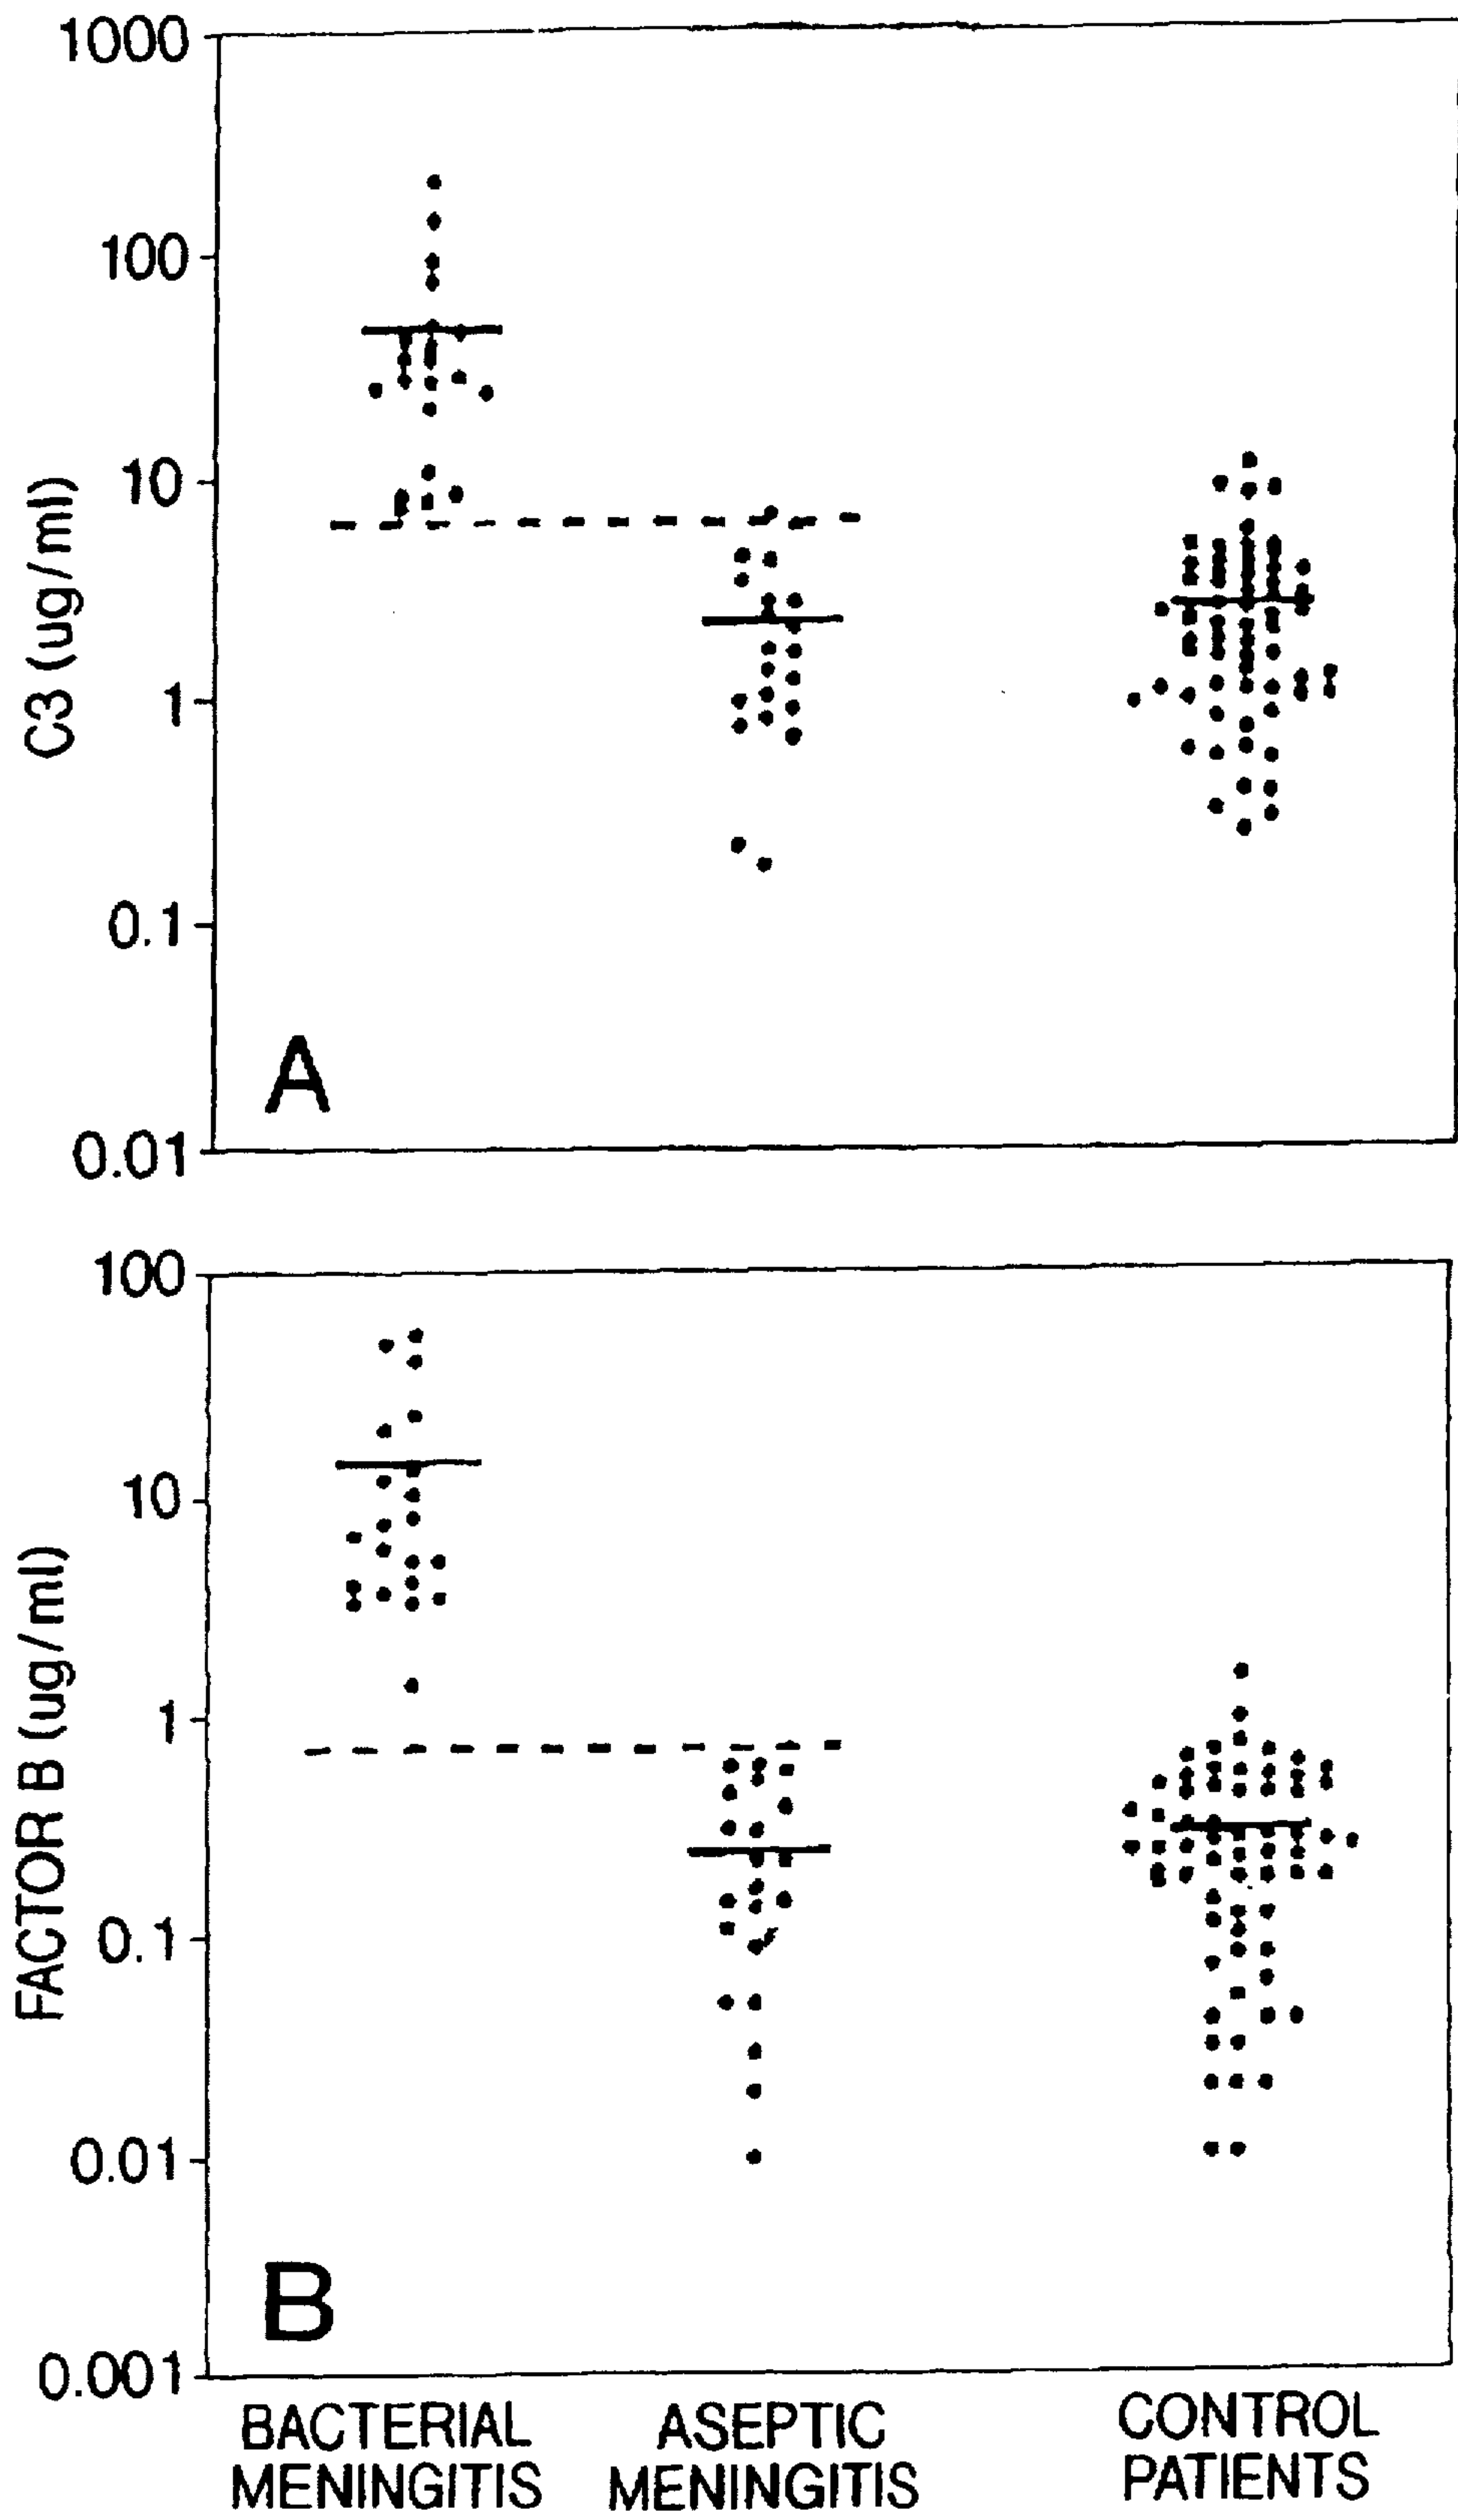 1000
100
10
1
0.1
0.01
C3 (ug/ml)
A
100
10
1
0.1
0.01
0.001
FACTOR B (ug/ml)
B
BACTERIAL
MENINGITIS
ASEPTIC
MENINGITIS
CONTROL
PATIENTS